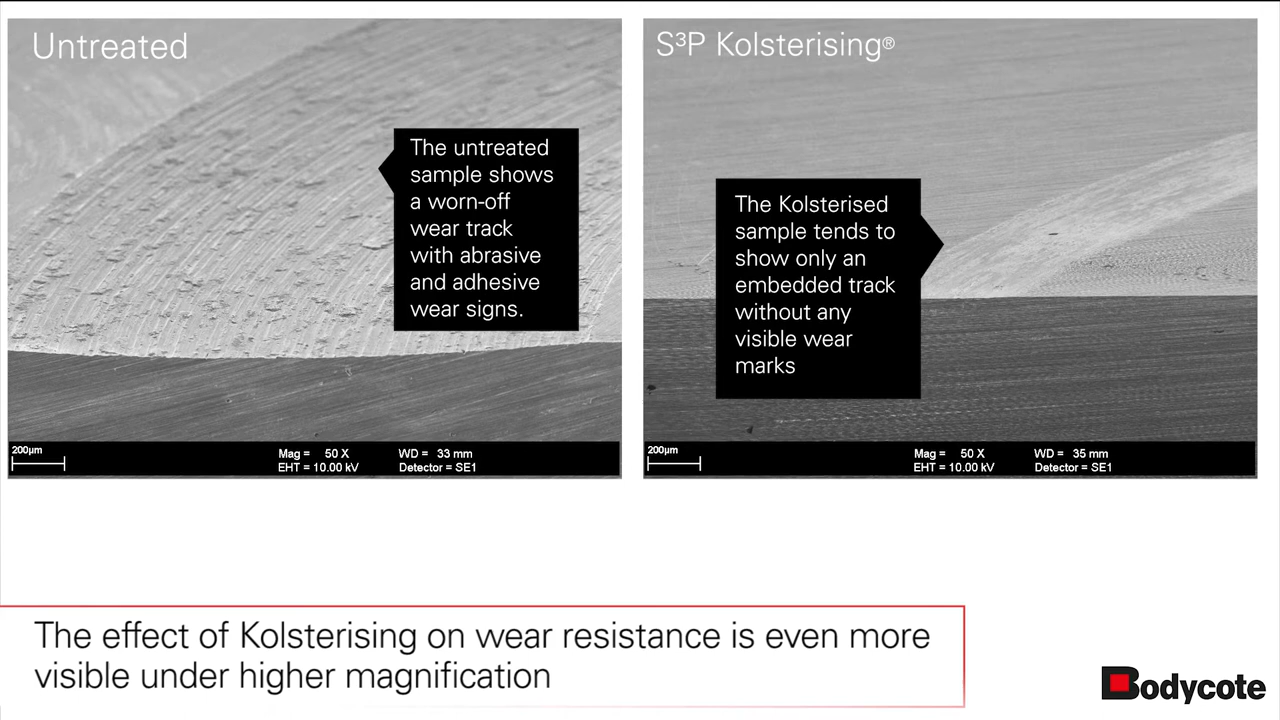 Untreated
The untreated
sample shows
a worn-off
wear track
with abrasive
and adhesive
wear signs.
200µm
Mag = 50 X
WD = 33 mm
EHT = 10.00 kV
Detector = SE1
S³P Kolsterising®
The Kolsterised
sample tends to
show only an
embedded track
without any
visible wear
marks
200µm
Mag = 50 X
WD = 35 mm
EHT = 10.00 kV
Detector = SE1
The effect of Kolsterising on wear resistance is even more
visible under higher magnification
Bodycote